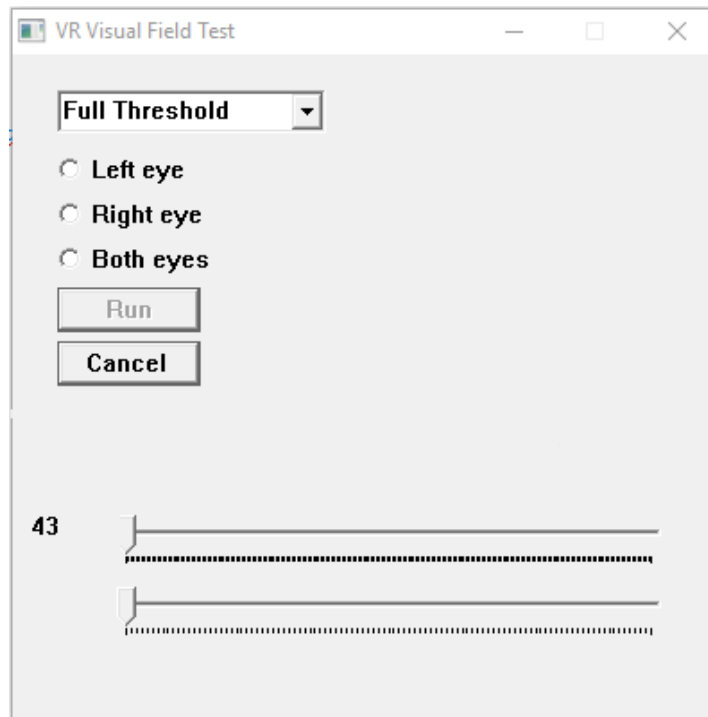 VR Visual Field Test
Full Threshold
Left eye
Right eye
Both eyes
Run
Cancel
43